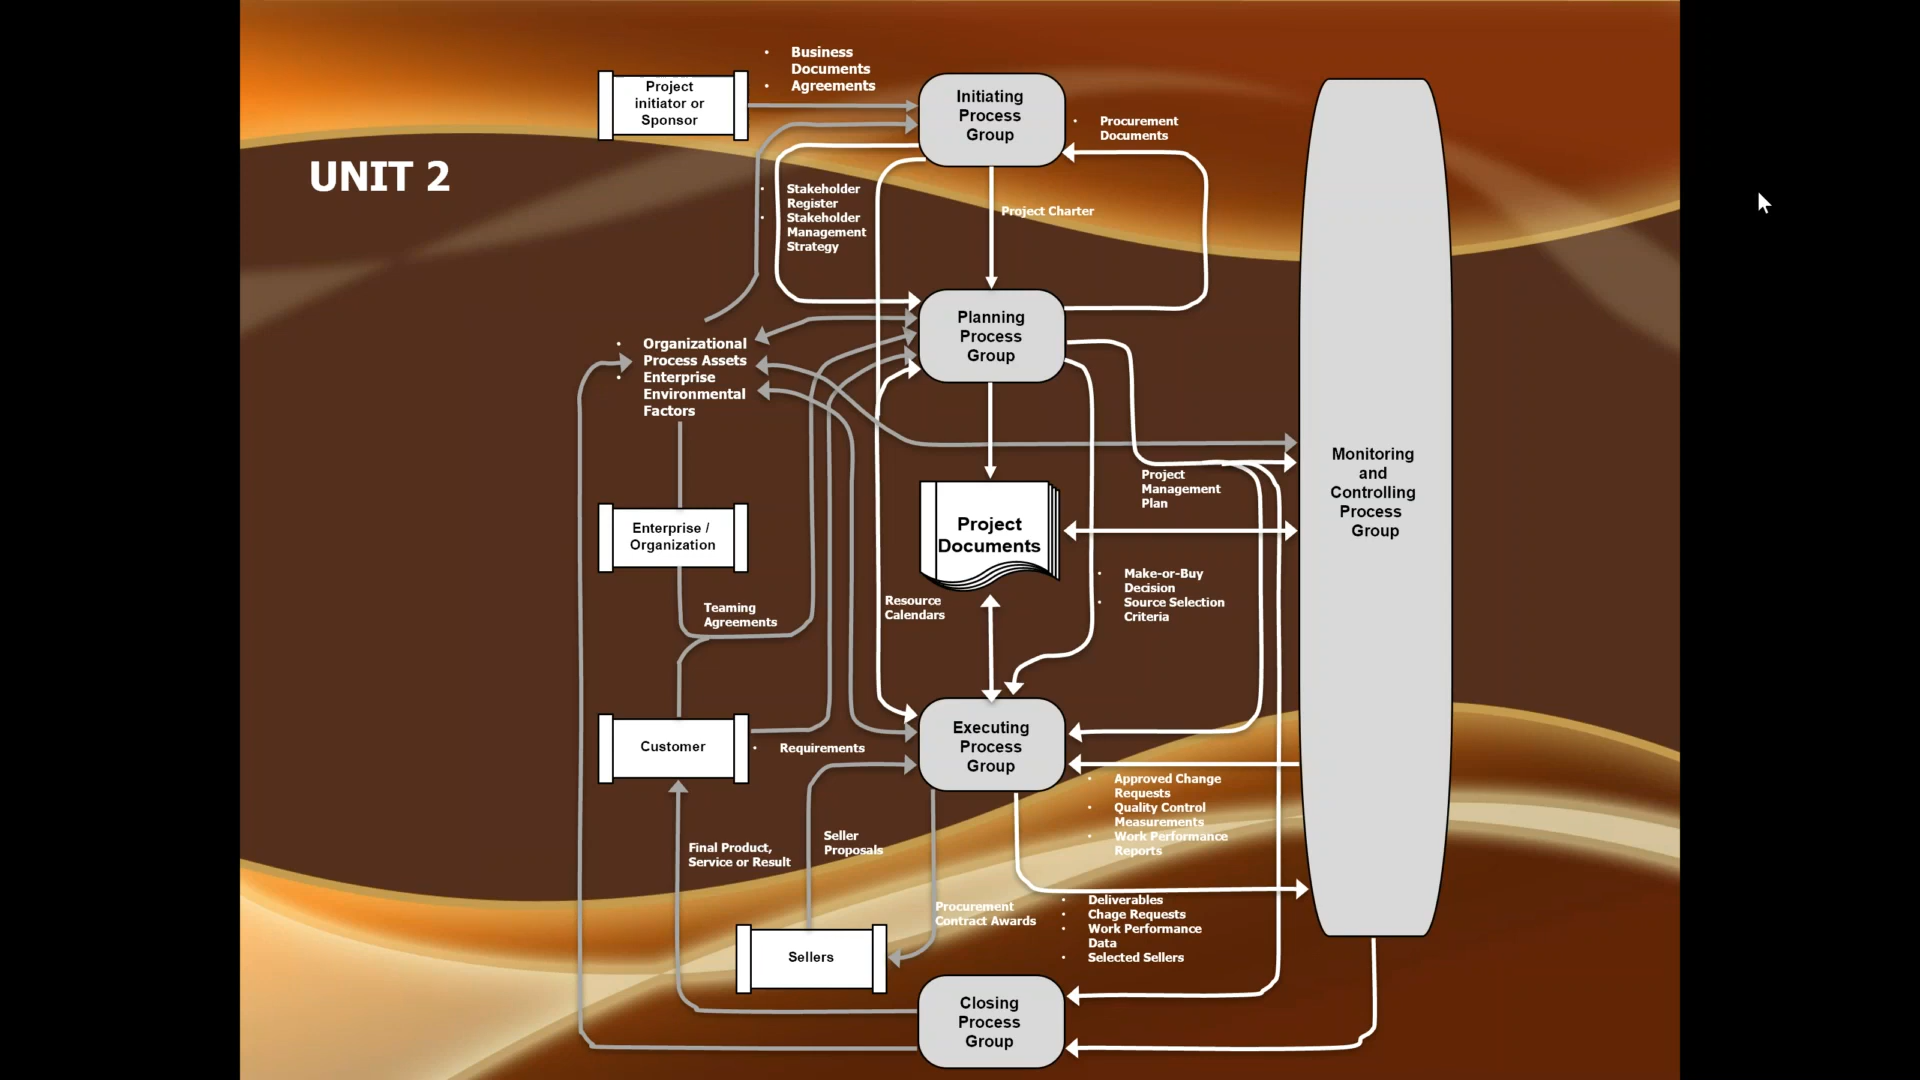 Business
Documents
Agreements
Project
initiator or
Sponsor
Initiating
Process
Group
Procurement
Documents
UNIT 2
Stakeholder
Register
Stakeholder
Management
Strategy
Project Charter
Planning
Process
Group
Organizational
Process Assets
Enterprise
Environmental
Factors
Monitoring
and
Controlling
Process
Group
Project
Management
Plan
Enterprise /
Organization
Project
Documents
Make-or-Buy
Decision
Source Selection
Criteria
Teaming
Agreements
Resource
Calendars
Customer
Requirements
Executing
Process
Group
Approved Change
Requests
Quality Control
Measurements
Work Performance
Reports
Final Product,
Service or Result
Seller
Proposals
Procurement
Contract Awards
Deliverables
Chage Requests
Work Performance
Data
Selected Sellers
Sellers
Closing
Process
Group